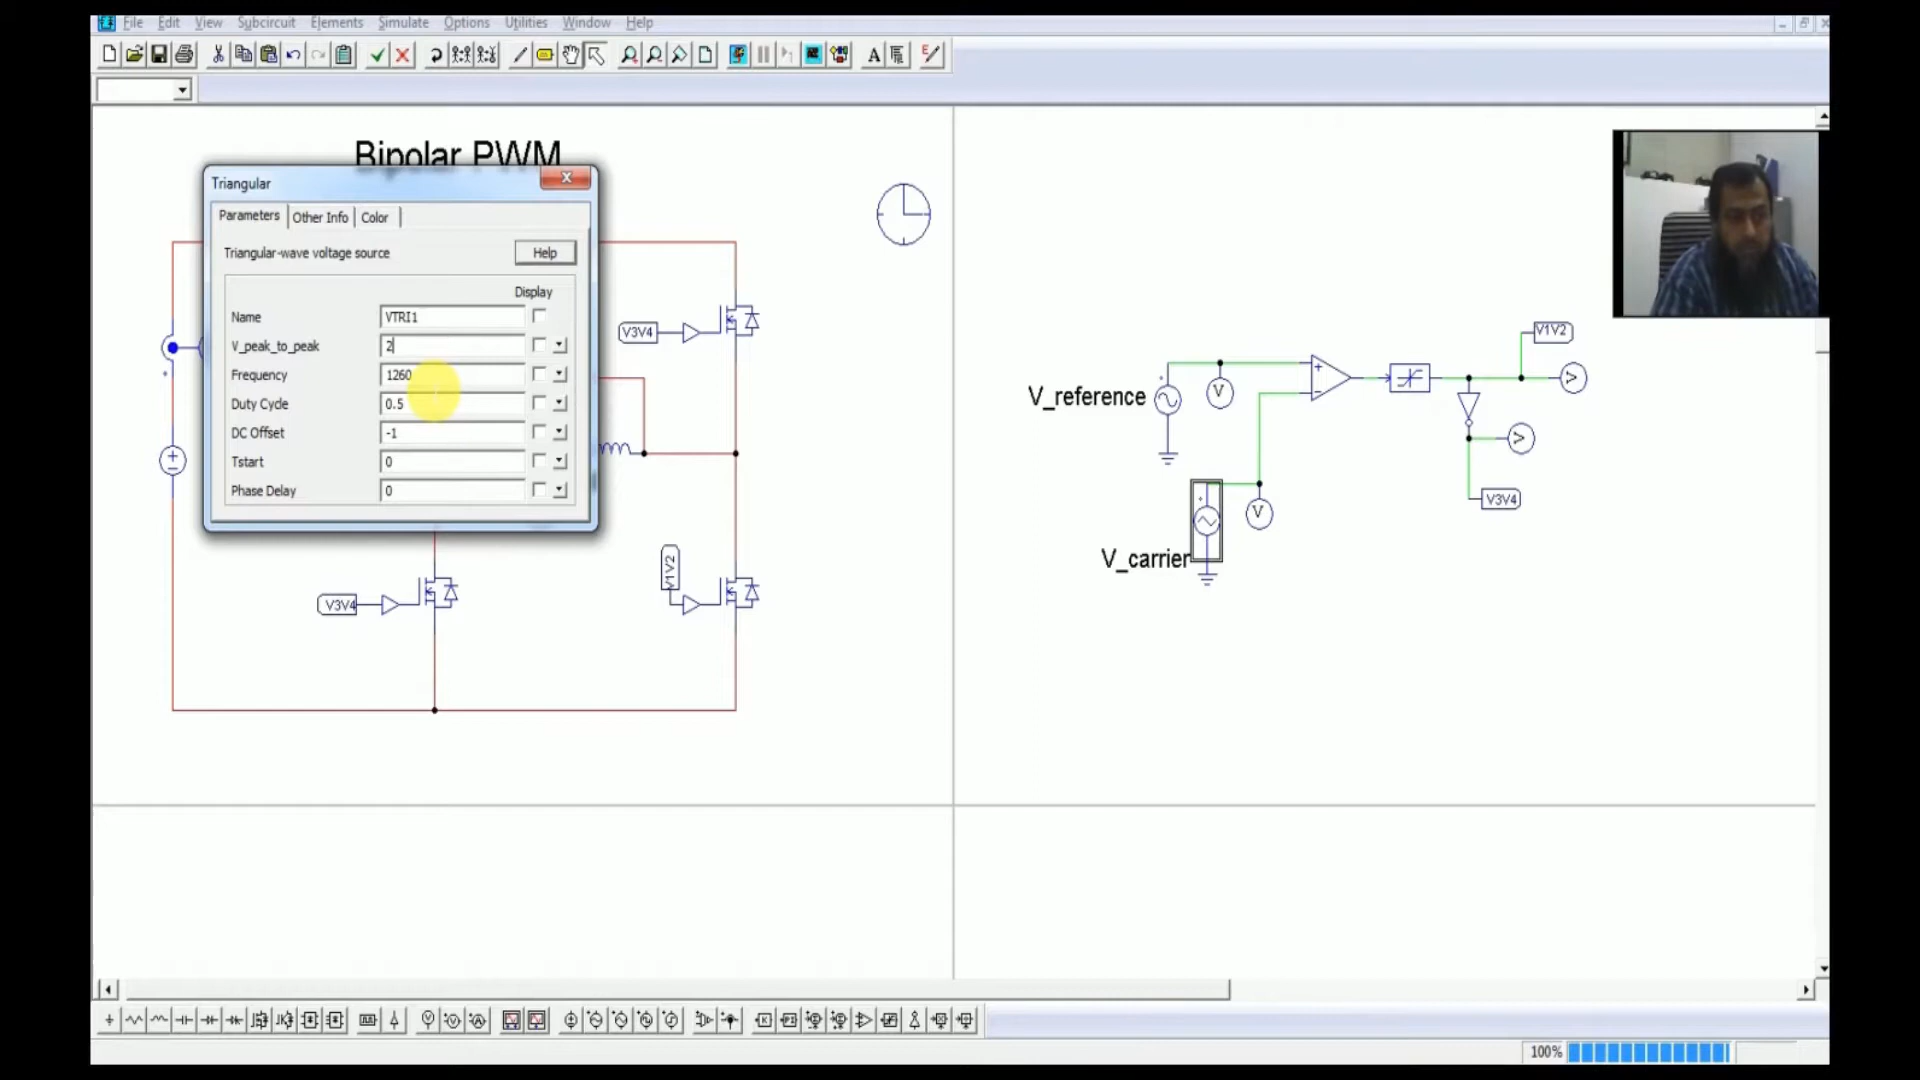 File Edit View Subcircuit Elements Simulate Options Utilities Window Help
Bipolar PWM
Triangular
Parameters Other Info Color
Triangular-wave voltage source Help
Display
Name VTRI1
V_peak_to_peak 2
Frequency 1260
Duty Cycle 0.5
DC Offset -1
Tstart 0
Phase Delay 0
V3V4
V3V4
V1V2
V_reference
V
V_carrier
V
V1V2
V3V4
100%